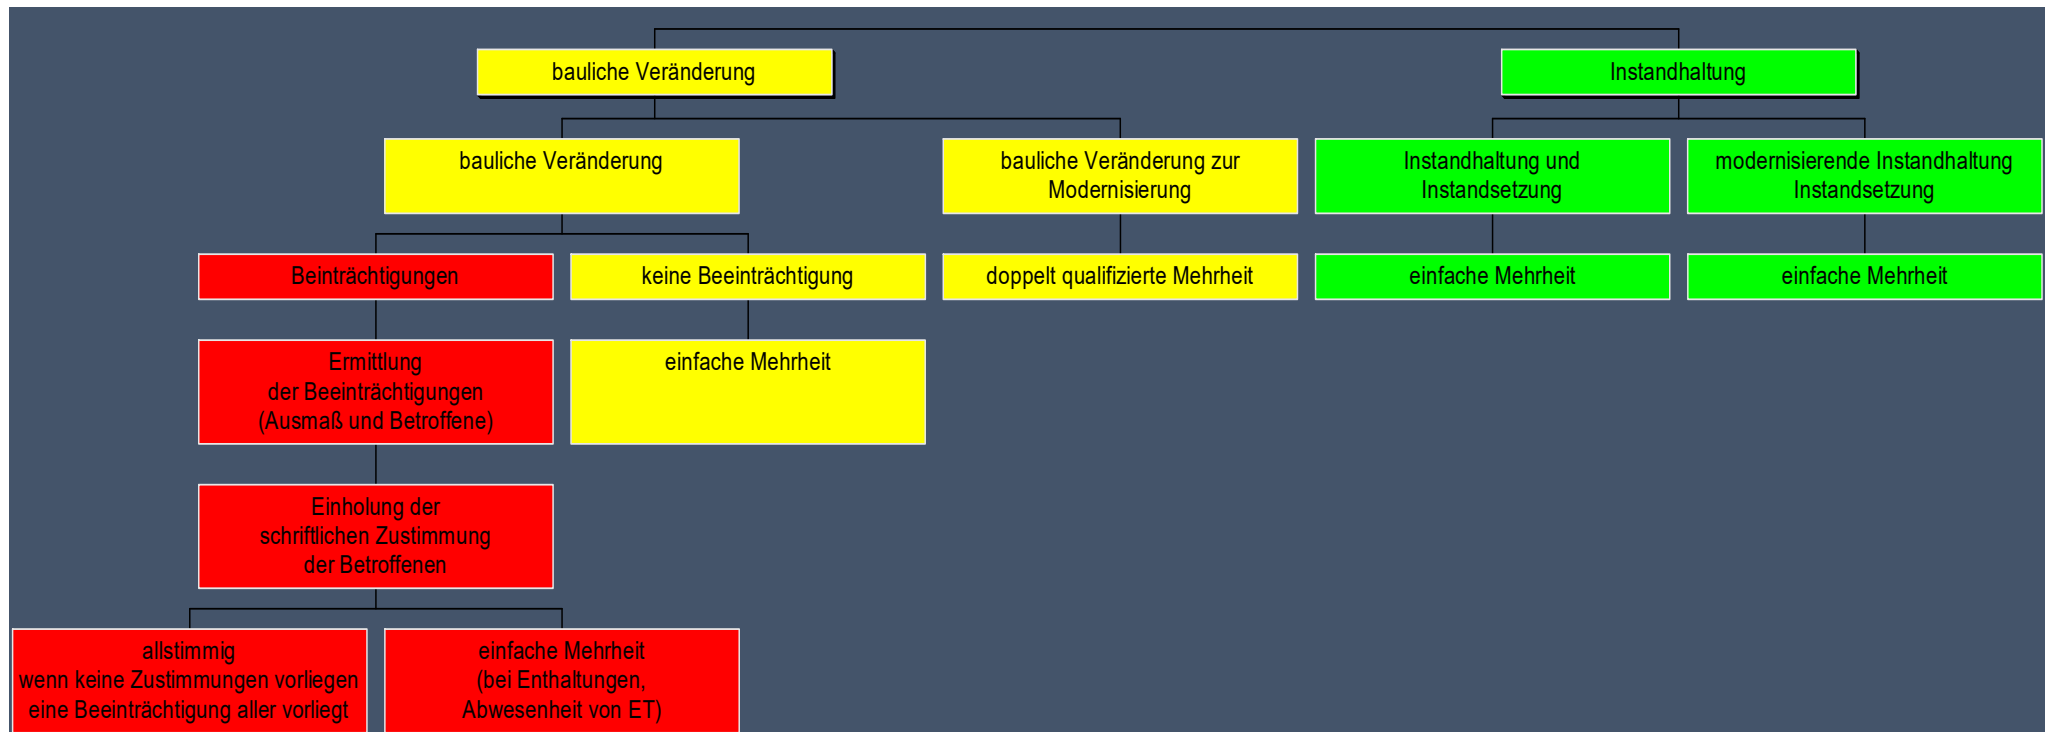 bauliche Veränderung
Instandhaltung
bauliche Veränderung
bauliche Veränderung zur
Modernisierung
Instandhaltung und
Instandsetzung
modernisierende Instandhaltung
Instandsetzung
Beinträchtigungen
keine Beeinträchtigung
doppelt qualifizierte Mehrheit
einfache Mehrheit
einfache Mehrheit
Ermittlung
der Beeinträchtigungen
(Ausmaß und Betroffene)
einfache Mehrheit
Einholung der
schriftlichen Zustimmung
der Betroffenen
allstimmig
wenn keine Zustimmungen vorliegen
eine Beeinträchtigung aller vorliegt
einfache Mehrheit
(bei Enthaltungen,
Abwesenheit von ET)